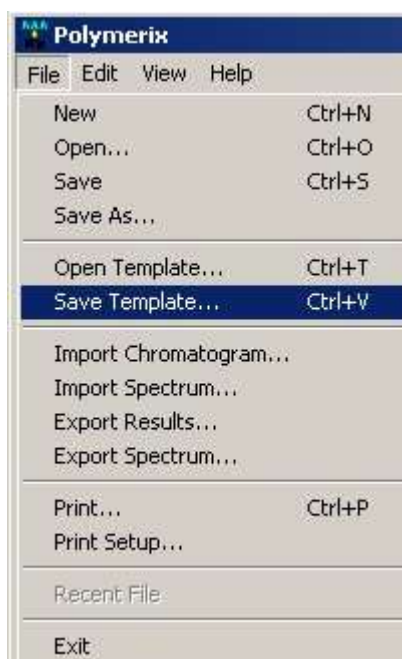 Polymerix
File Edit View Help
New Ctrl+N
Open... Ctrl+O
Save Ctrl+S
Save As...
Open Template... Ctrl+T
Save Template... Ctrl+V
Import Chromatogram...
Import Spectrum...
Export Results...
Export Spectrum...
Print... Ctrl+P
Print Setup...
Recent File
Exit